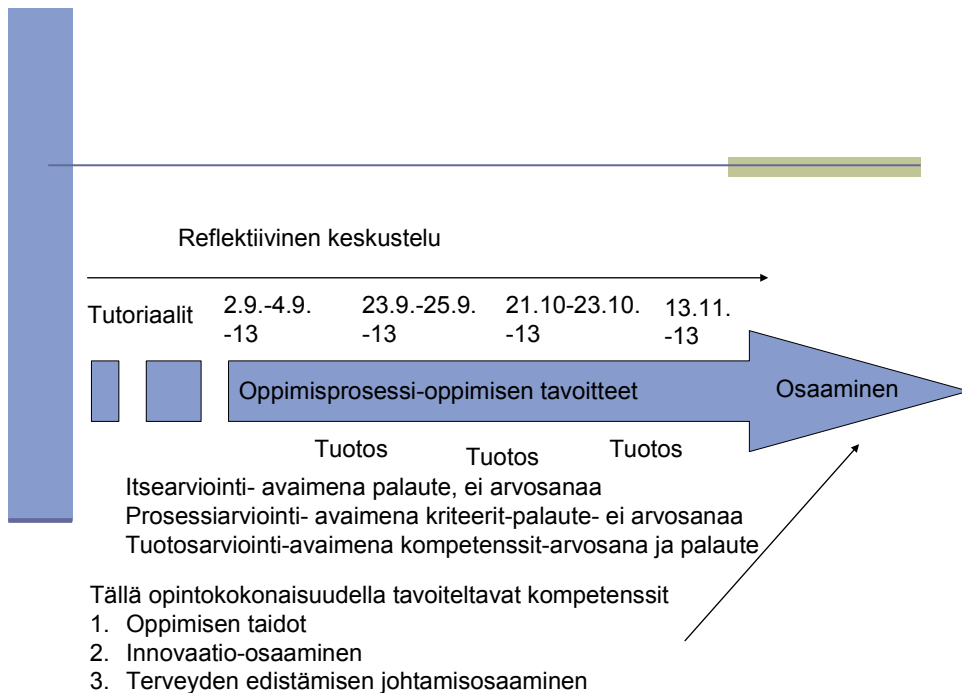 Reflektiivinen keskustelu
Tutoriaalit
2.9.-4.9.
-13
23.9.-25.9.
-13
21.10-23.10.
-13
13.11.
-13
Oppimisprosessi-oppimisen tavoitteet
Osaaminen
Tuotos
Tuotos
Tuotos
Itsearviointi- avaimena palaute, ei arvosanaa
Prosessiarviointi- avaimena kriteerit-palaute- ei arvosanaa
Tuotosarviointi-avaimena kompetenssit-arvosana ja palaute
Tällä opintokokonaisuudella tavoiteltavat kompetenssit
1. Oppimisen taidot
2. Innovaatio-osaaminen
3. Terveyden edistämisen johtamisosaaminen